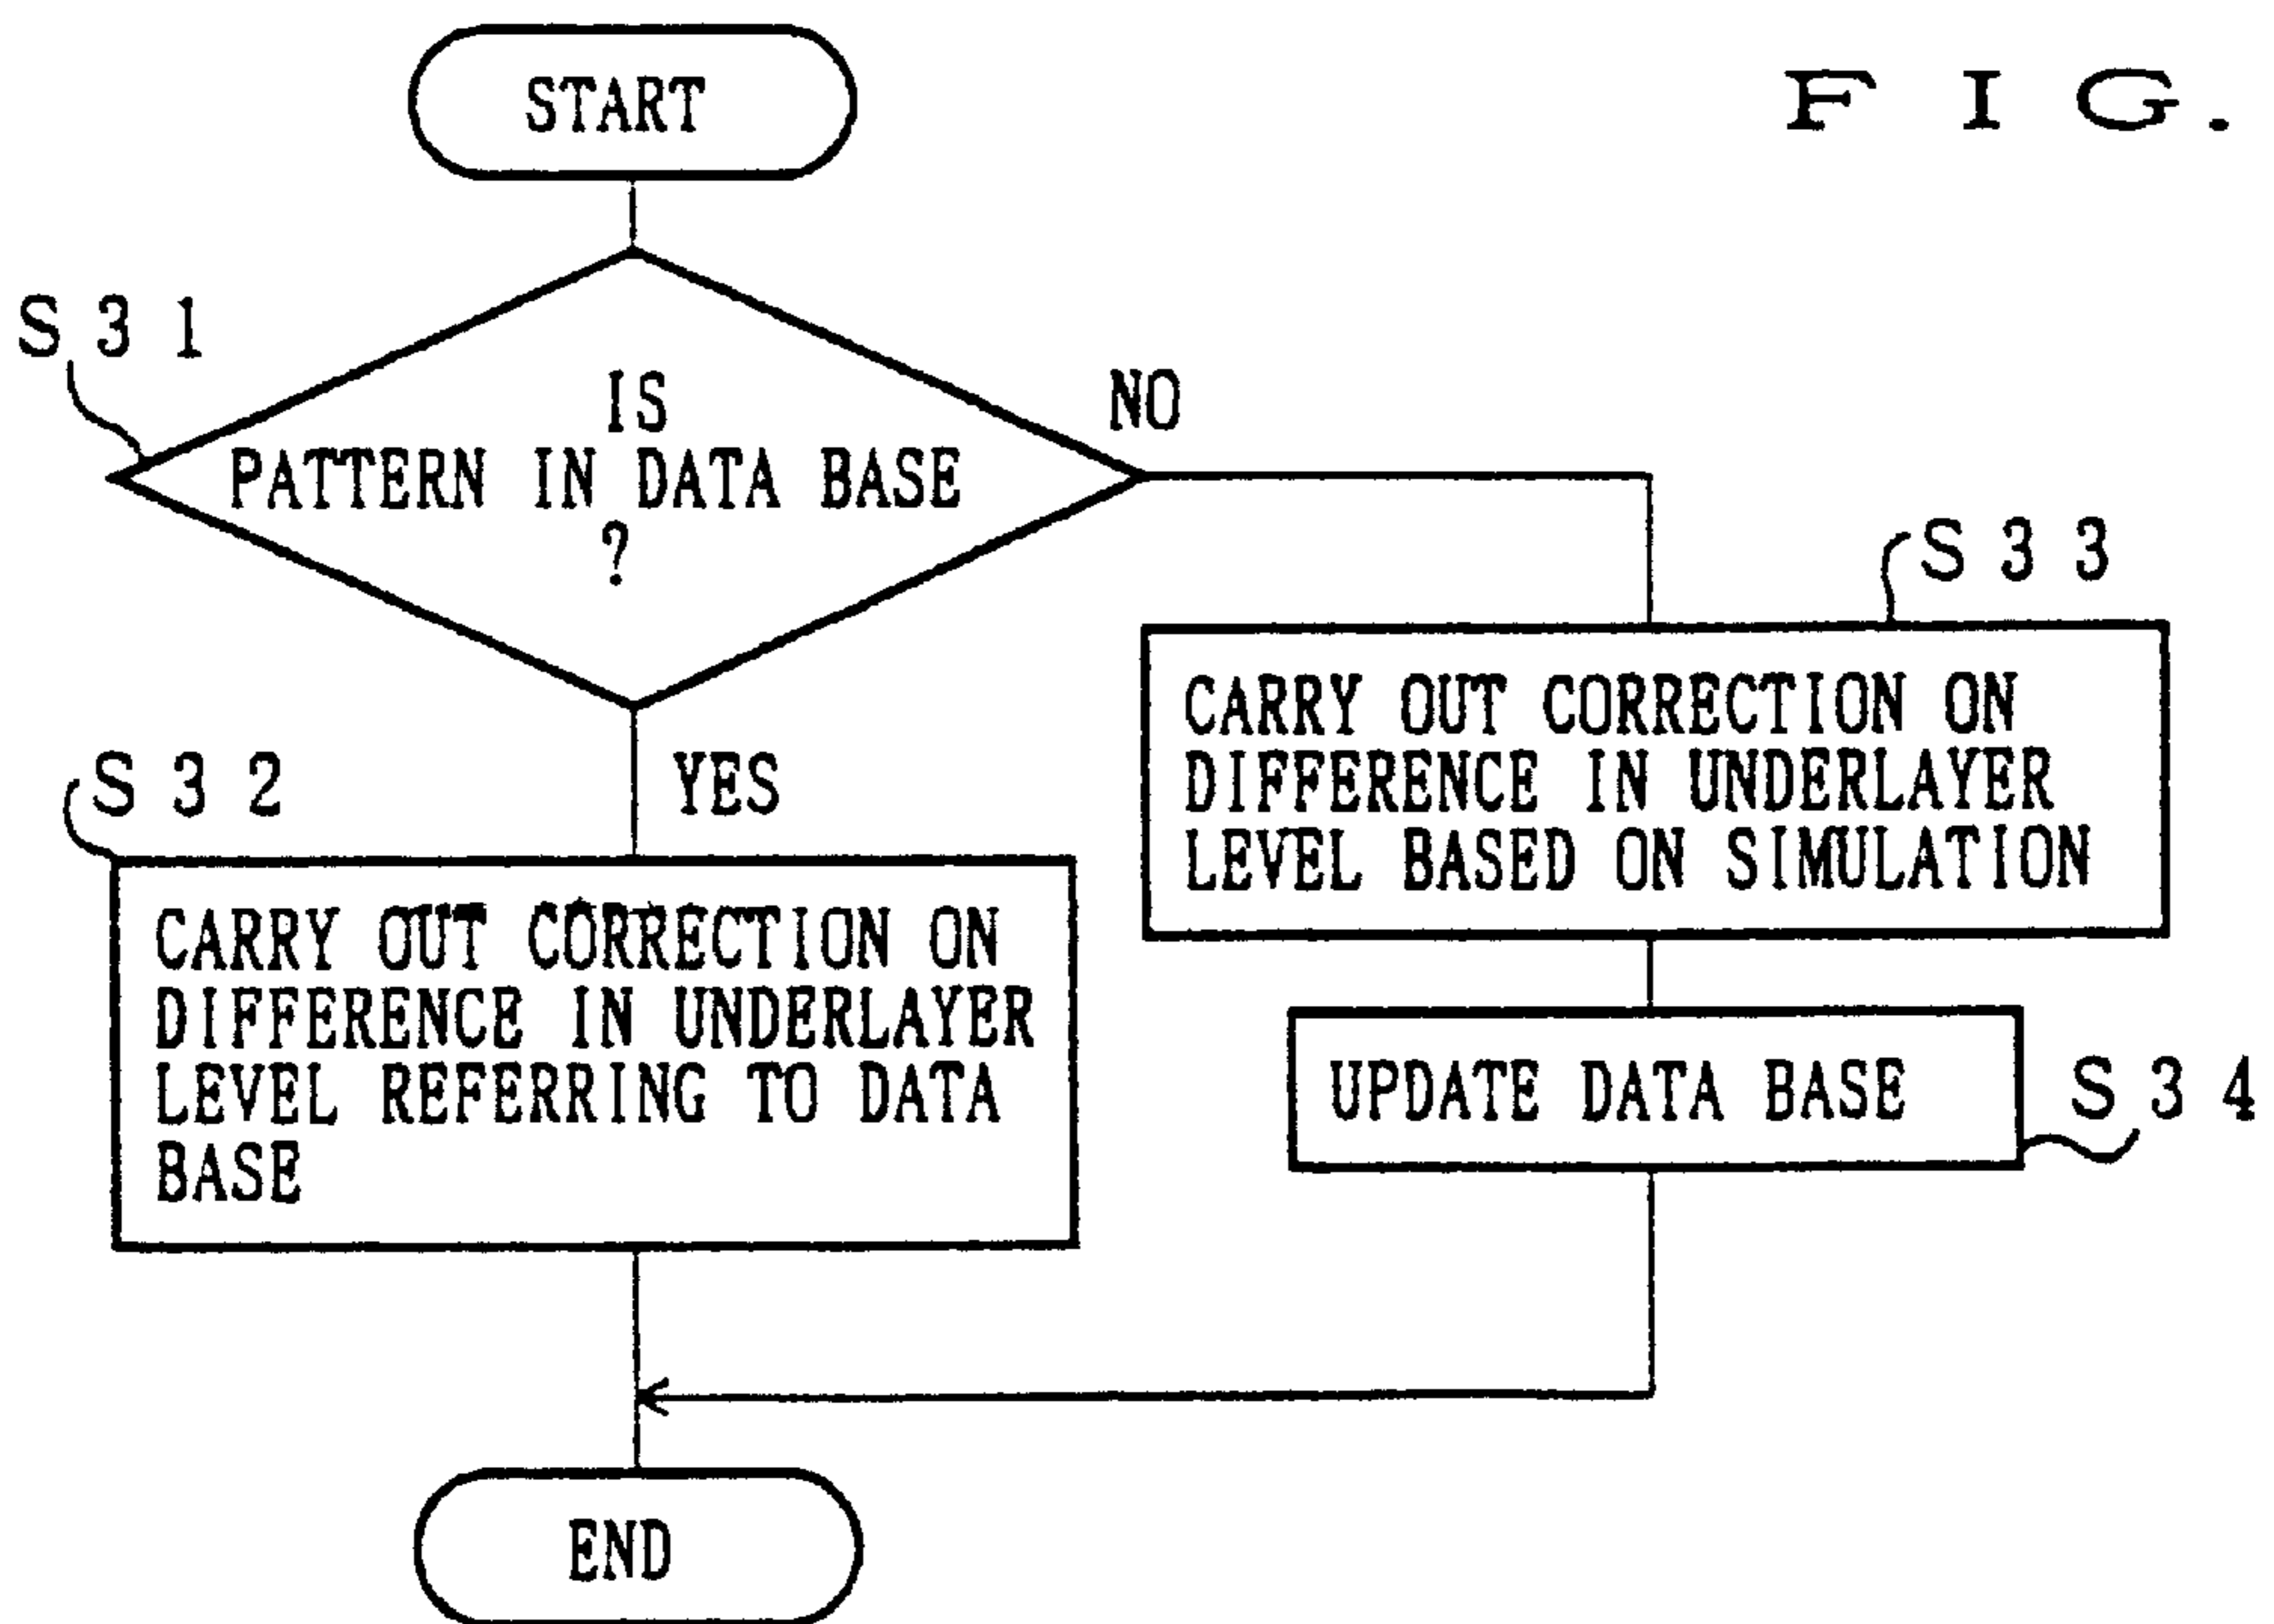 F I G.
START
S 3 1
IS
PATTERN IN DATA BASE
?
NO
YES
S 3 2
CARRY OUT CORRECTION ON
DIFFERENCE IN UNDERLAYER
LEVEL REFERRING TO DATA
BASE
S 3 3
CARRY OUT CORRECTION ON
DIFFERENCE IN UNDERLAYER
LEVEL BASED ON SIMULATION
UPDATE DATA BASE
S 3 4
END